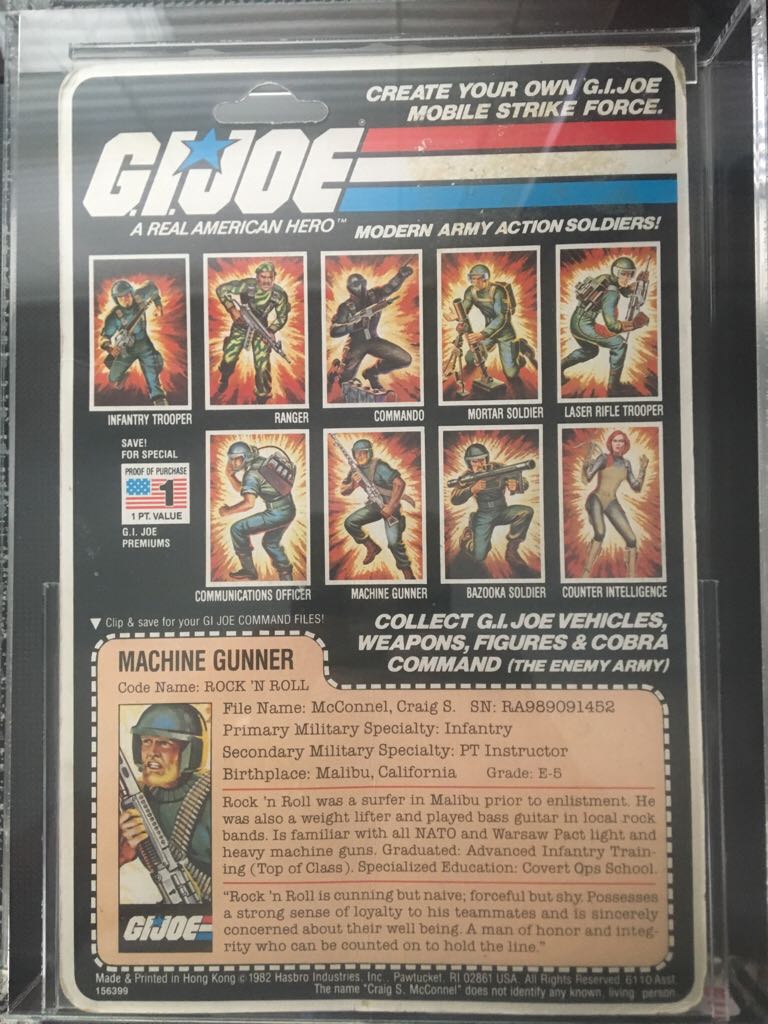 CREATE YOUR OWN G.I.JOE
MOBILE STRIKE FORCE.
G.I. JOE ®
A REAL AMERICAN HERO™
MODERN ARMY ACTION SOLDIERS!
INFANTRY TROOPER
RANGER
COMMANDO
MORTAR SOLDIER
LASER RIFLE TROOPER
SAVE!
FOR SPECIAL
PROOF OF PURCHASE
1
1 PT. VALUE
G.I. JOE
PREMIUMS
COMMUNICATIONS OFFICER
MACHINE GUNNER
BAZOOKA SOLDIER
COUNTER INTELLIGENCE
▼ Clip & save for your GI JOE COMMAND FILES!
COLLECT G.I. JOE VEHICLES,
WEAPONS, FIGURES & COBRA
COMMAND (THE ENEMY ARMY)
MACHINE GUNNER
Code Name: ROCK 'N ROLL
File Name: McConnel, Craig S. SN: RA989091452
Primary Military Specialty: Infantry
Secondary Military Specialty: PT Instructor
Birthplace: Malibu, California Grade: E-5
Rock 'n Roll was a surfer in Malibu prior to enlistment. He
was also a weight lifter and played bass guitar in local rock
bands. Is familiar with all NATO and Warsaw Pact light and
heavy machine guns. Graduated: Advanced Infantry Train-
ing (Top of Class). Specialized Education: Covert Ops School.
"Rock 'n Roll is cunning but naive; forceful but shy. Possesses
a strong sense of loyalty to his teammates and is sincerely
concerned about their well being. A man of honor and integ-
rity who can be counted on to hold the line."
G.I. JOE
Made & Printed in Hong Kong © 1982 Hasbro Industries, Inc. Pawtucket, RI 02861 USA. All Rights Reserved. 6110 Asst.
156399
The name "Craig S. McConnel" does not identify any known, living person